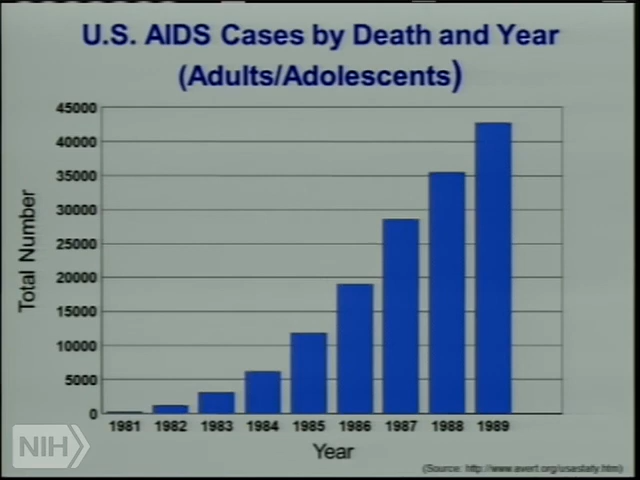 U.S. AIDS Cases by Death and Year
(Adults/Adolescents)
45000
40000
35000
30000
25000
20000
15000
10000
5000
0
Total Number
1981 1982 1983 1984 1985 1986 1987 1988 1989
Year
NIH
(Source: http://www.avert.org/usastaty.htm)